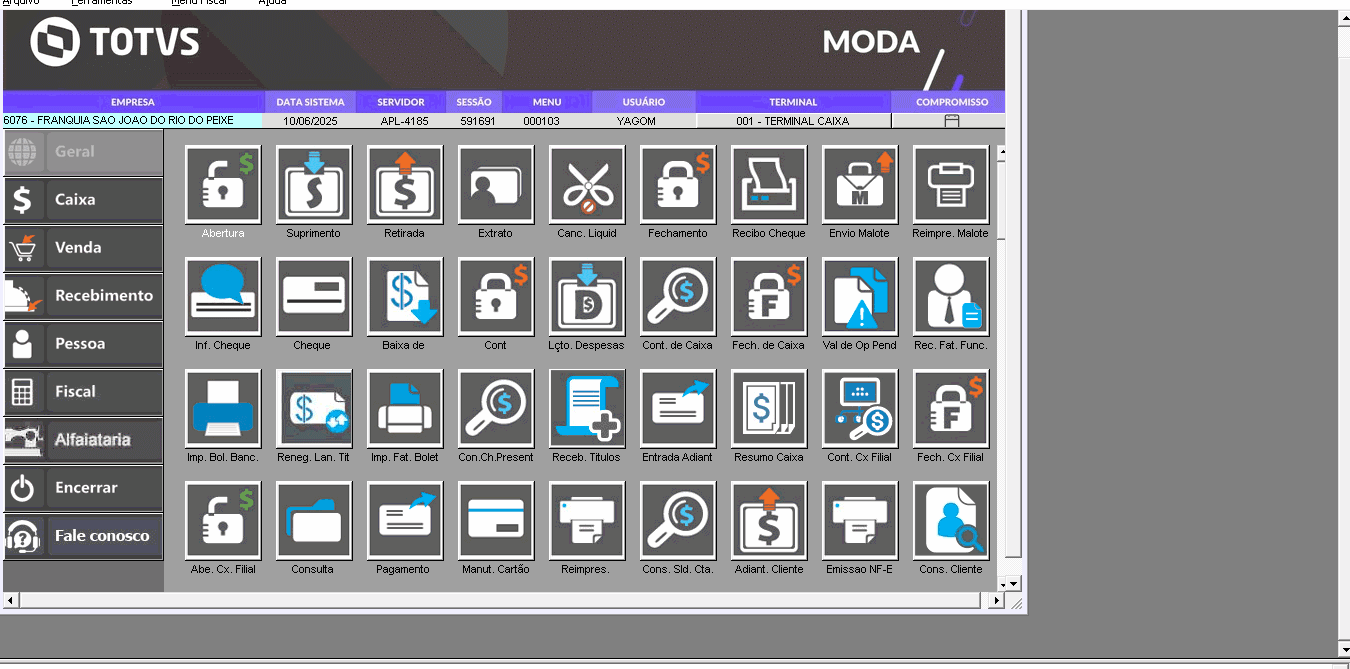 Arquivo Ferramentas Menu Fiscal Ajuda
TOTVS
MODA
EMPRESA DATA SISTEMA SERVIDOR SESSÃO MENU USUÁRIO TERMINAL COMPROMISSO
6076 - FRANQUIA SAO JOAO DO RIO DO PEIXE 10/06/2025 APL-4185 591691 000103 YAGOM 001 - TERMINAL CAIXA
Geral
Caixa
Venda
Recebimento
Pessoa
Fiscal
Alfaiataria
Encerrar
Fale conosco
Abertura Suprimento Retirada Extrato Canc. Liquid Fechamento Recibo Cheque Envio Malote Reimpre. Malote
Inf. Cheque Cheque Baixa de Cont Lçto. Despesas Cont. de Caixa Fech. de Caixa Val de Op Pend Rec. Fat. Func.
Imp. Bol. Banc. Reneg. Lan. Tit Imp. Fat. Bolet Con.Ch.Present Receb. Titulos Entrada Adiant Resumo Caixa Cont. Cx Filial Fech. Cx Filial
Abe. Cx. Filial Consulta Pagamento Manut. Cartão Reimpres. Cons. Sld. Cta. Adiant. Cliente Emissao NF-E Cons. Cliente